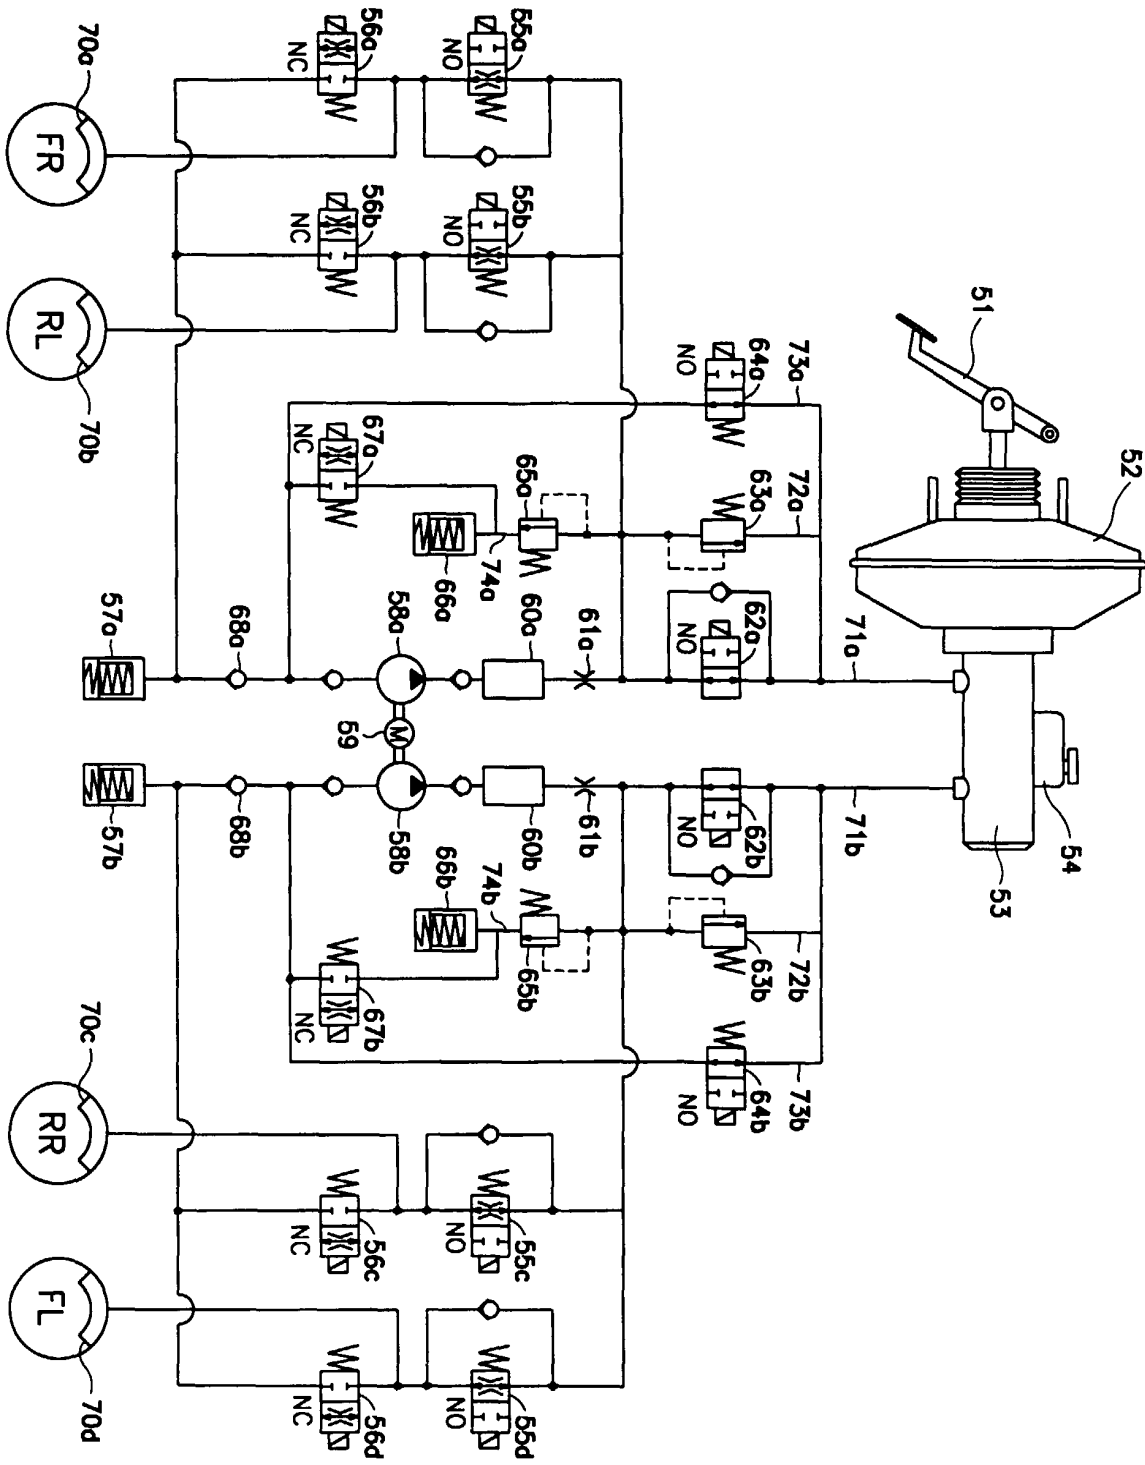 51
52
53
54
71a
71b
72a
72b
73a
73b
64a
NO
63a
62a
NO
62b
NO
63b
64b
NO
55a
NO
55b
NO
65a
61a
61b
65b
55c
NO
55d
NO
60a
60b
74a
74b
66a
66b
56a
NC
56b
NC
67a
NC
58a
59
M
58b
67b
NC
56c
NC
56d
NC
68a
68b
57a
57b
70a
FR
RL
70b
70c
RR
FL
70d